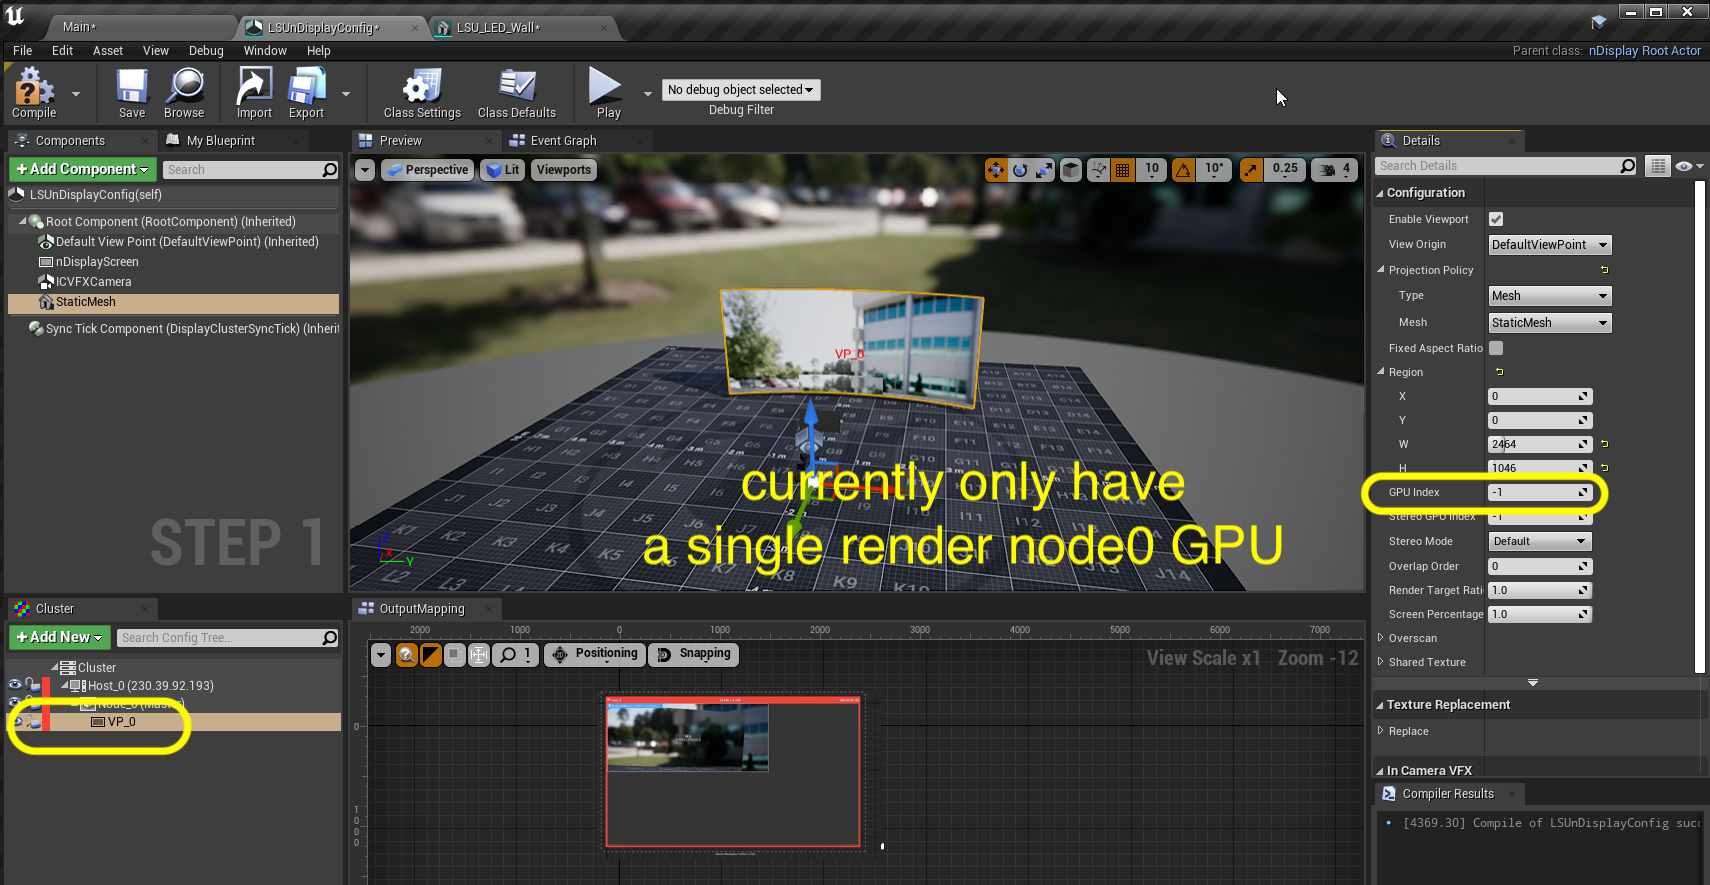 Main*
LSUnDisplayConfig*
LSU_LED_Wall*
File Edit Asset View Debug Window Help
Parent class: nDisplay Root Actor
Compile
Save
Browse
Import
Export
Class Settings
Class Defaults
Play
No debug object selected
Debug Filter
Components
My Blueprint
+ Add Component
Search
LSUnDisplayConfig(self)
Root Component (RootComponent) (Inherited)
Default View Point (DefaultViewPoint) (Inherited)
nDisplayScreen
ICVFXCamera
StaticMesh
Sync Tick Component (DisplayClusterSyncTick) (Inherit
STEP 1
Preview
Event Graph
Perspective
Lit
Viewports
10
10°
0.25
4
VP_0
currently only have
a single render node0 GPU
L2
L3
K8
K9
K10
J14
Z
X
Y
Cluster
+ Add New
Search Config Tree...
Cluster
Host_0 (230.39.92.193)
Node_0 (Master)
VP_0
OutputMapping
2000 1000 0 1000 2000 3000 4000 5000 6000 7000
1
Positioning
Snapping
View Scale x1 Zoom -12
0
1000
Details
Search Details
Configuration
Enable Viewport
View Origin DefaultViewPoint
Projection Policy
Type Mesh
Mesh StaticMesh
Fixed Aspect Ratio
Region
X 0
Y 0
W 2464
H 1046
GPU Index -1
Stereo GPU Index -1
Stereo Mode Default
Overlap Order 0
Render Target Rati 1.0
Screen Percentage 1.0
Overscan
Shared Texture
Texture Replacement
Replace
In Camera VFX
Compiler Results
[4369.30] Compile of LSUnDisplayConfig succ